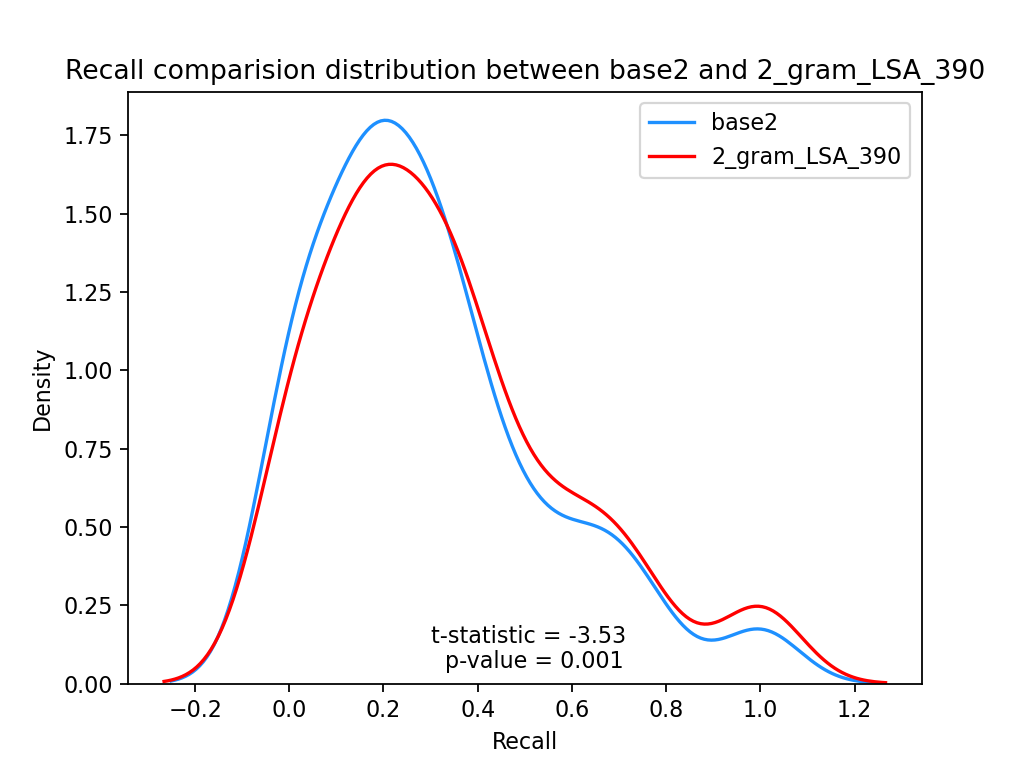 Recall comparision distribution between base2 and 2_gram_LSA_390
base2
2_gram_LSA_390
1.75
1.50
1.25
1.00
0.75
0.50
0.25
0.00
Density
t-statistic = -3.53
p-value = 0.001
−0.2 0.0 0.2 0.4 0.6 0.8 1.0 1.2
Recall